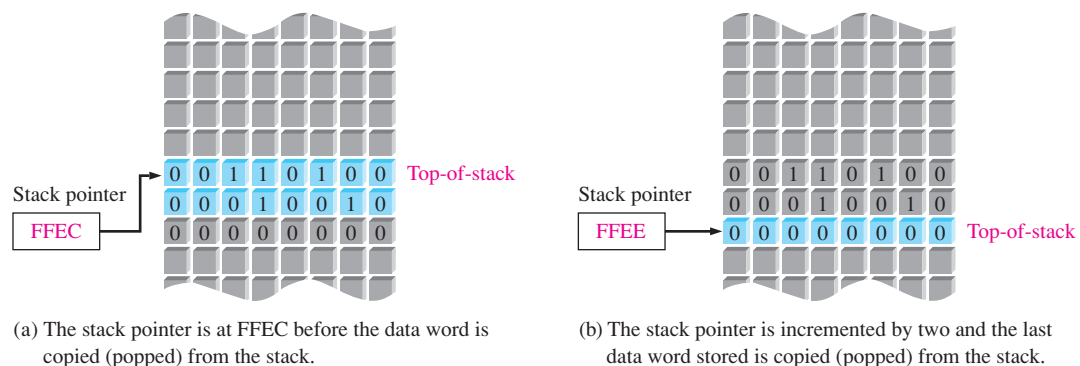 0 0 1 1 0 1 0 0 Top-of-stack
Stack pointer
0 0 0 1 0 0 1 0
FFEC
0 0 0 0 0 0 0 0
(a) The stack pointer is at FFEC before the data word is
copied (popped) from the stack.
0 0 1 1 0 1 0 0
Stack pointer
0 0 0 1 0 0 1 0
FFEE
0 0 0 0 0 0 0 0 Top-of-stack
(b) The stack pointer is incremented by two and the last
data word stored is copied (popped) from the stack.